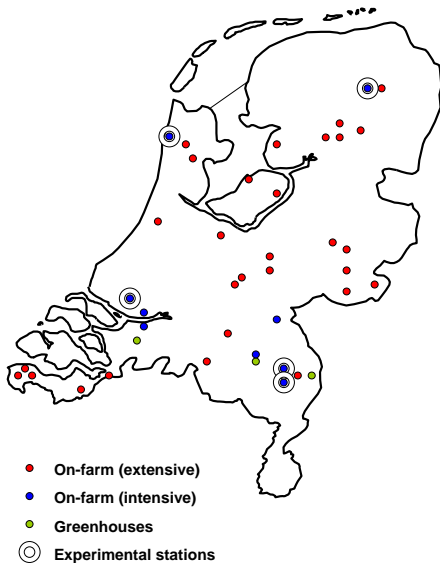 On-farm (extensive)
On-farm (intensive)
Greenhouses
Experimental stations